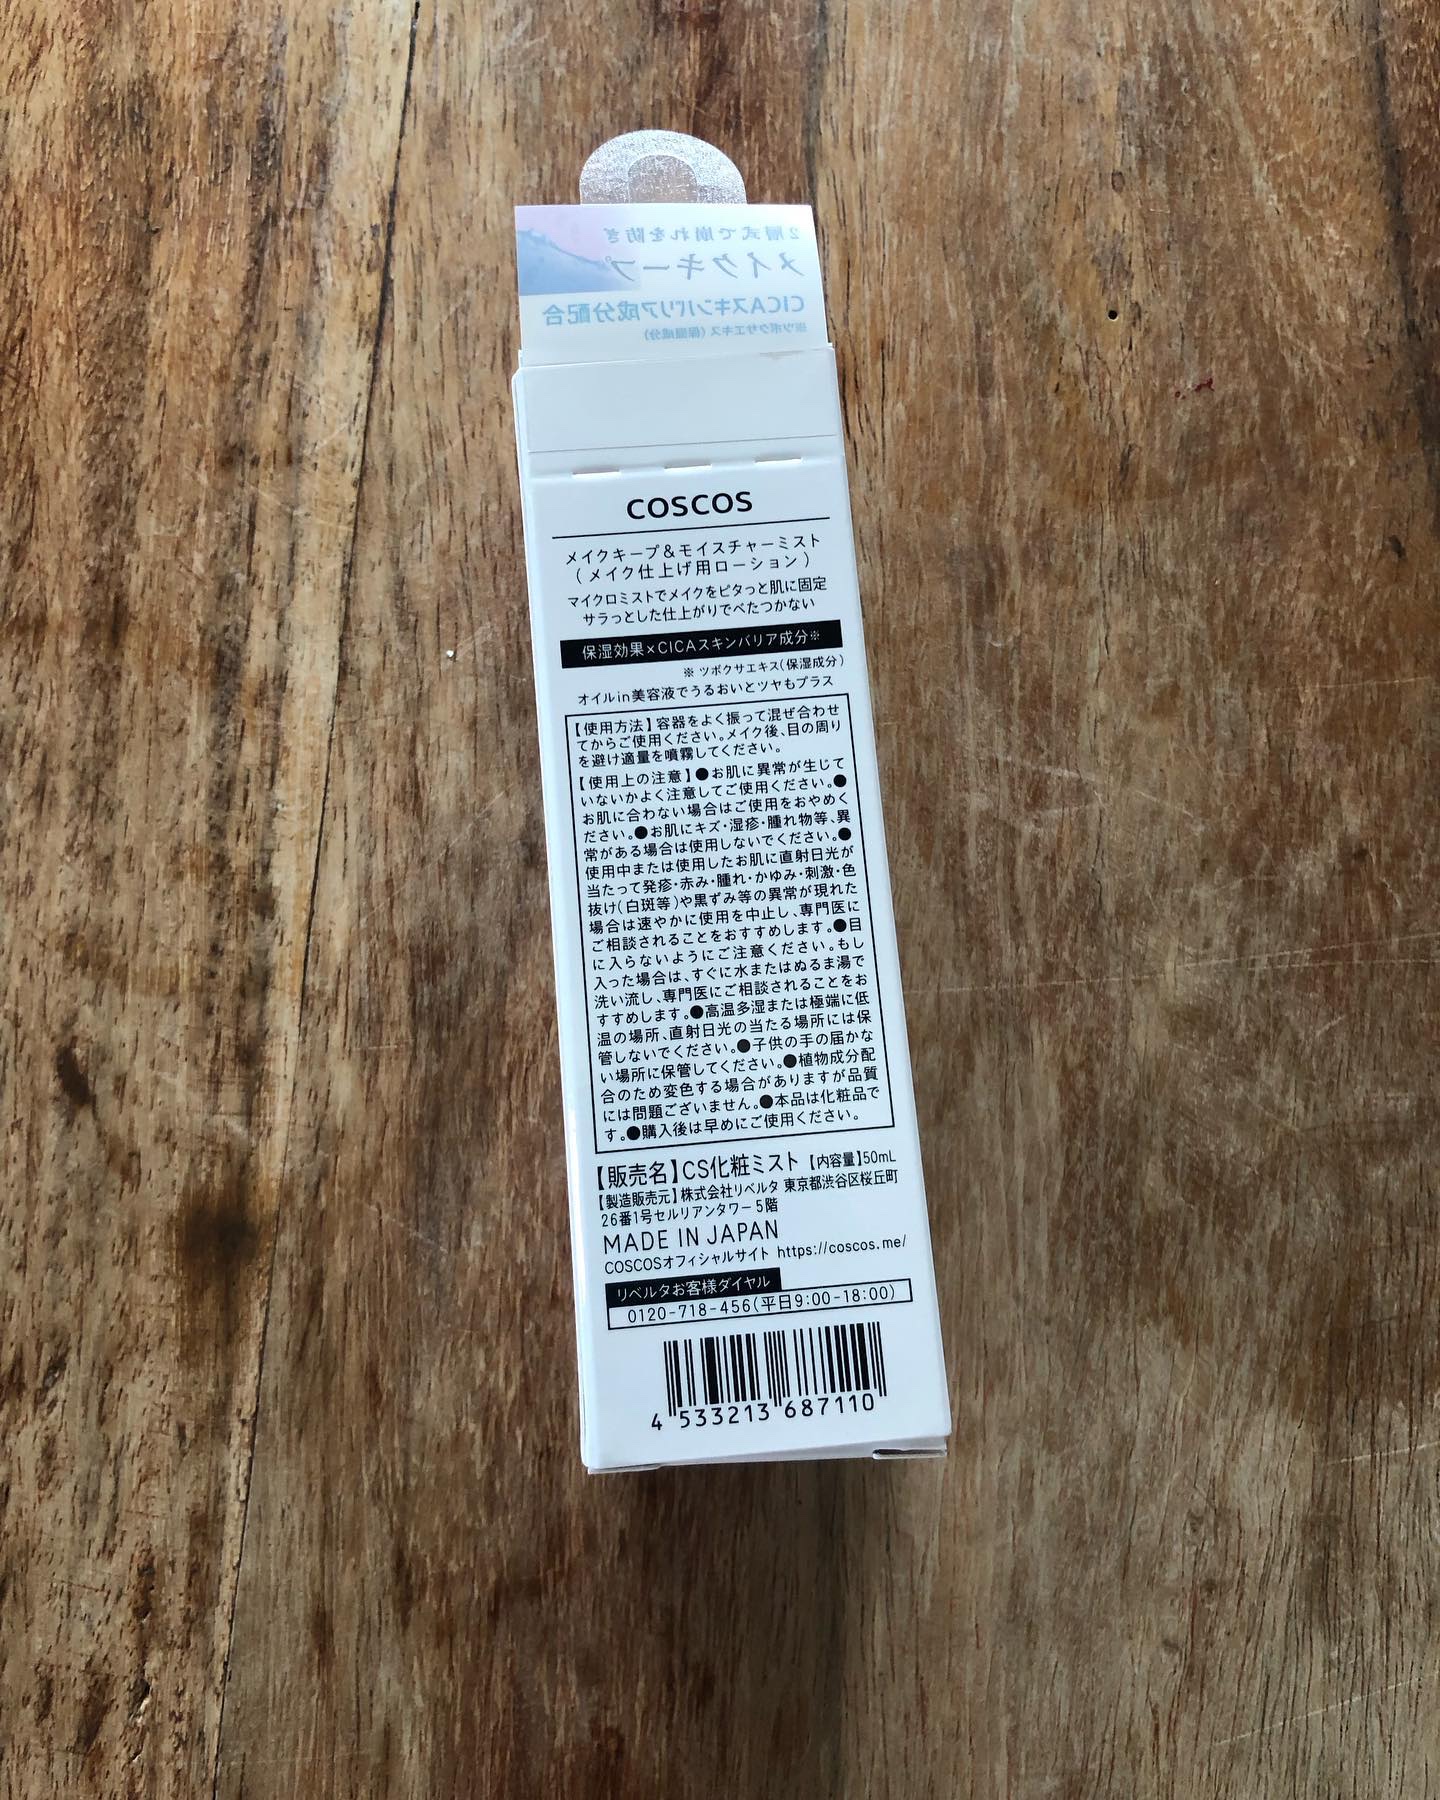 2層式で崩れを防ぎ
メイクキープ
CICAスキンバリア成分配合
※ツボクサエキス(保湿成分)
COSCOS
メイクキープ&モイスチャーミスト
(メイク仕上げ用ローション)
マイクロミストでメイクをピタっと肌に固定
サラっとした仕上がりでべたつかない
保湿効果×CICAスキンバリア成分※
※ ツボクサエキス(保湿成分)
オイルin美容液でうるおいとツヤもプラス
【使用方法】容器をよく振って混ぜ合わせ
てからご使用ください。メイク後、目の周り
を避け適量を噴霧してください。
【使用上の注意】●お肌に異常が生じて
いないかよく注意してご使用ください。●
お肌に合わない場合はご使用をおやめく
ださい。●お肌にキズ・湿疹・腫れ物等、異
常がある場合は使用しないでください。●
使用中または使用したお肌に直射日光が
当たって発疹・赤み・腫れ・かゆみ・刺激・色
抜け(白斑等)や黒ずみ等の異常が現れた
場合は速やかに使用を中止し、専門医に
ご相談されることをおすすめします。●目
に入らないようにご注意ください。もし
入った場合は、すぐに水またはぬるま湯で
洗い流し、専門医にご相談されることをお
すすめします。●高温多湿または極端に低
温の場所、直射日光の当たる場所には保
管しないでください。●子供の手の届かな
い場所に保管してください。●植物成分配
合のため変色する場合がありますが品質
には問題ございません。●本品は化粧品で
す。●購入後は早めにご使用ください。
【販売名】CS化粧ミスト 【内容量】50mL
【製造販売元】株式会社リベルタ 東京都渋谷区桜丘町
26番1号セルリアンタワー5階
MADE IN JAPAN
COSCOSオフィシャルサイト https://coscos.me/
リベルタお客様ダイヤル
0120-718-456(平日9:00-18:00)
4 533213 687110